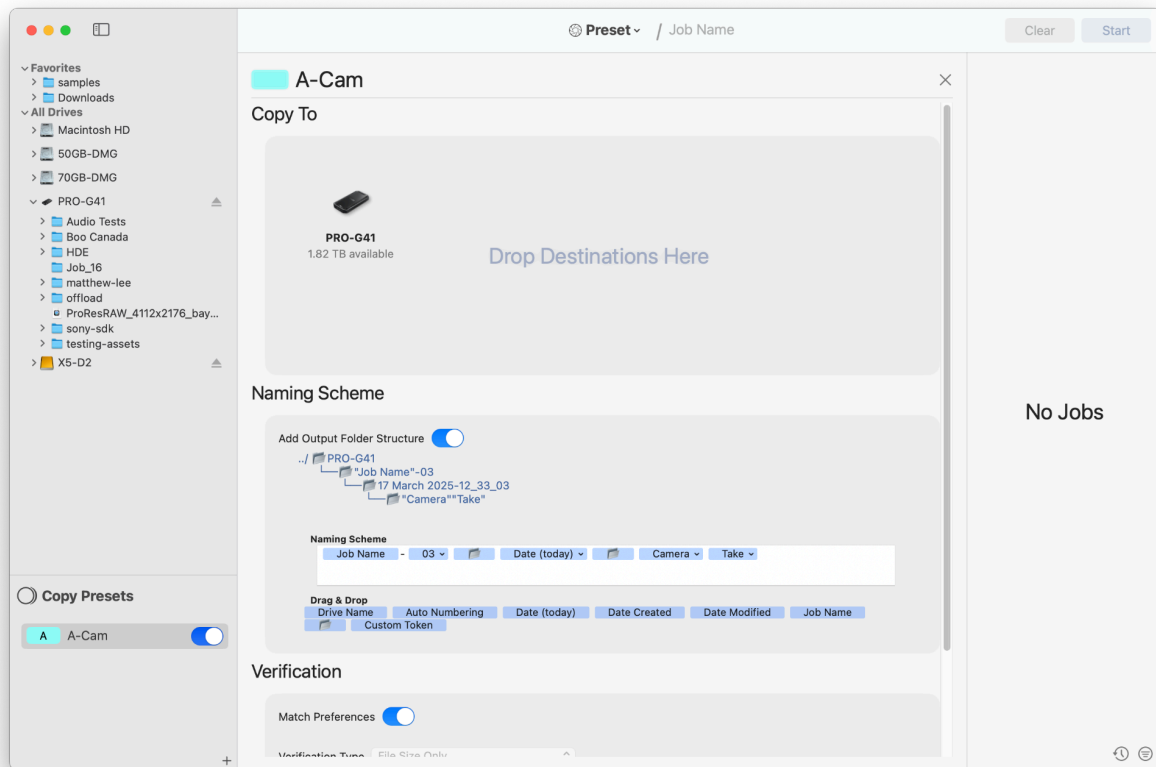 Preset
/ Job Name
Clear
Start
Favorites
samples
Downloads
All Drives
Macintosh HD
50GB-DMG
70GB-DMG
PRO-G41
Audio Tests
Boo Canada
HDE
Job_16
matthew-lee
offload
ProResRAW_4112x2176_bay...
sony-sdk
testing-assets
X5-D2
Copy Presets
A A-Cam
+
A-Cam
Copy To
PRO-G41
1.82 TB available
Drop Destinations Here
Naming Scheme
Add Output Folder Structure
../ PRO-G41
"Job Name"-03
17 March 2025-12_33_03
"Camera""Take"
Naming Scheme
Job Name - 03 Date (today) Camera Take
Drag & Drop
Drive Name Auto Numbering Date (today) Date Created Date Modified Job Name
Custom Token
Verification
Match Preferences
Verification Type File Size Only
No Jobs